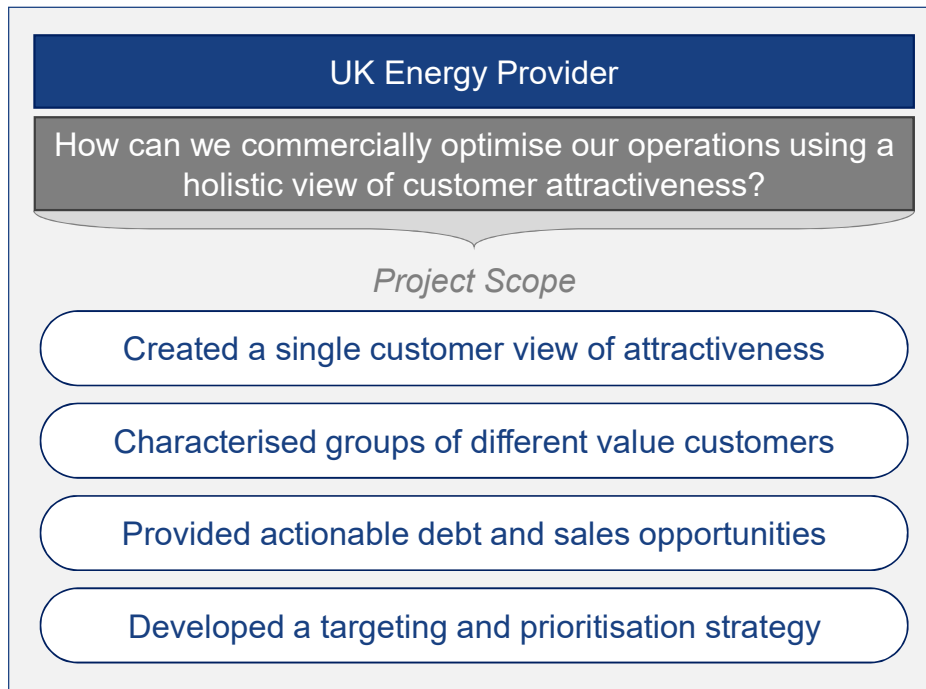 UK Energy Provider
How can we commercially optimise our operations using a
holistic view of customer attractiveness?
Project Scope
Created a single customer view of attractiveness
Characterised groups of different value customers
Provided actionable debt and sales opportunities
Developed a targeting and prioritisation strategy